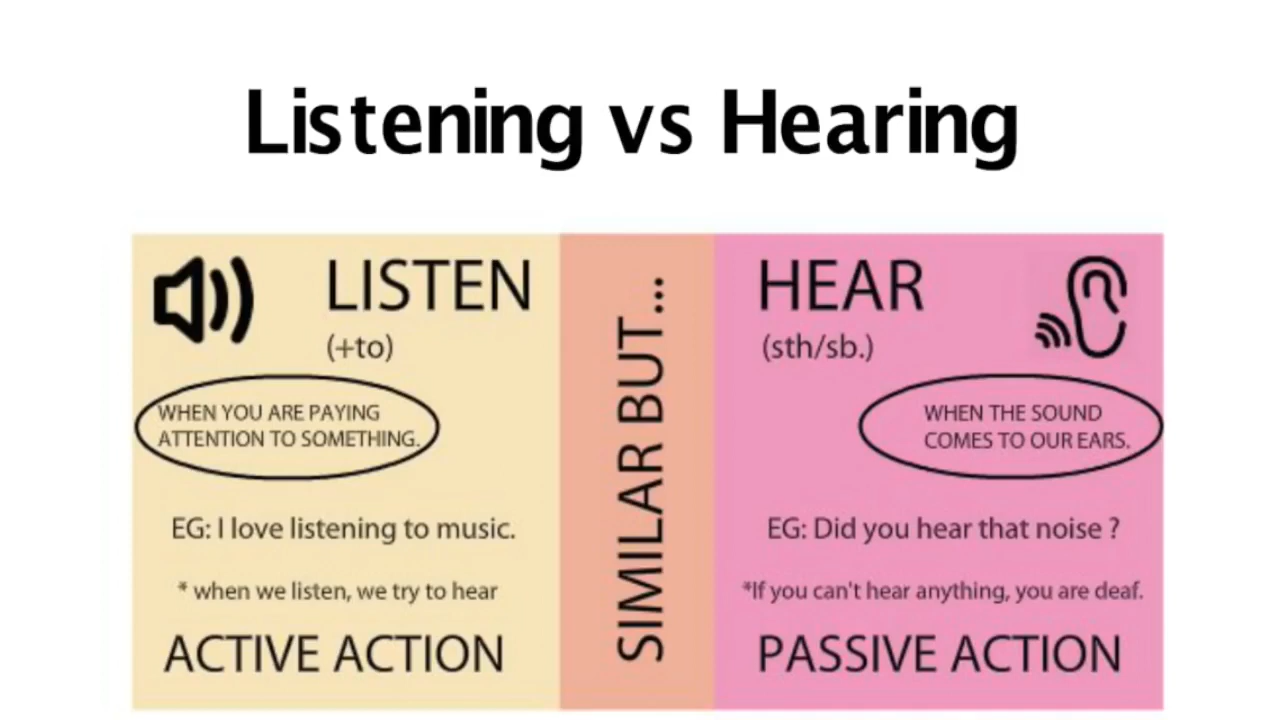 Listening vs Hearing
LISTEN
(+to)
WHEN YOU ARE PAYING
ATTENTION TO SOMETHING.
EG: I love listening to music.
* when we listen, we try to hear
ACTIVE ACTION
SIMILAR BUT...
HEAR
(sth/sb.)
WHEN THE SOUND
COMES TO OUR EARS.
EG: Did you hear that noise ?
*If you can't hear anything, you are deaf.
PASSIVE ACTION